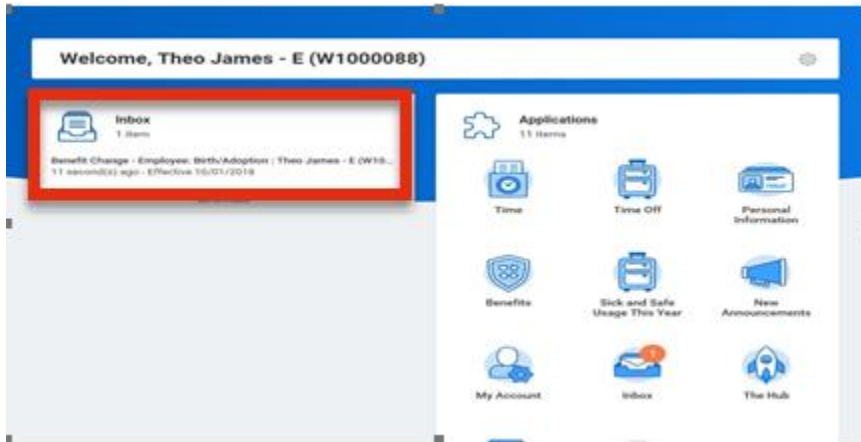 Welcome, Theo James - E (W1000088)
Inbox
1 item
Benefit Change - Employee: Birth/Adoption : Theo James - E (W10...
11 second(s) ago - Effective 10/01/2018
Applications
11 items
Time
Time Off
Personal
Information
Benefits
Sick and Safe
Usage This Year
New
Announcements
1
My Account
Inbox
The Hub